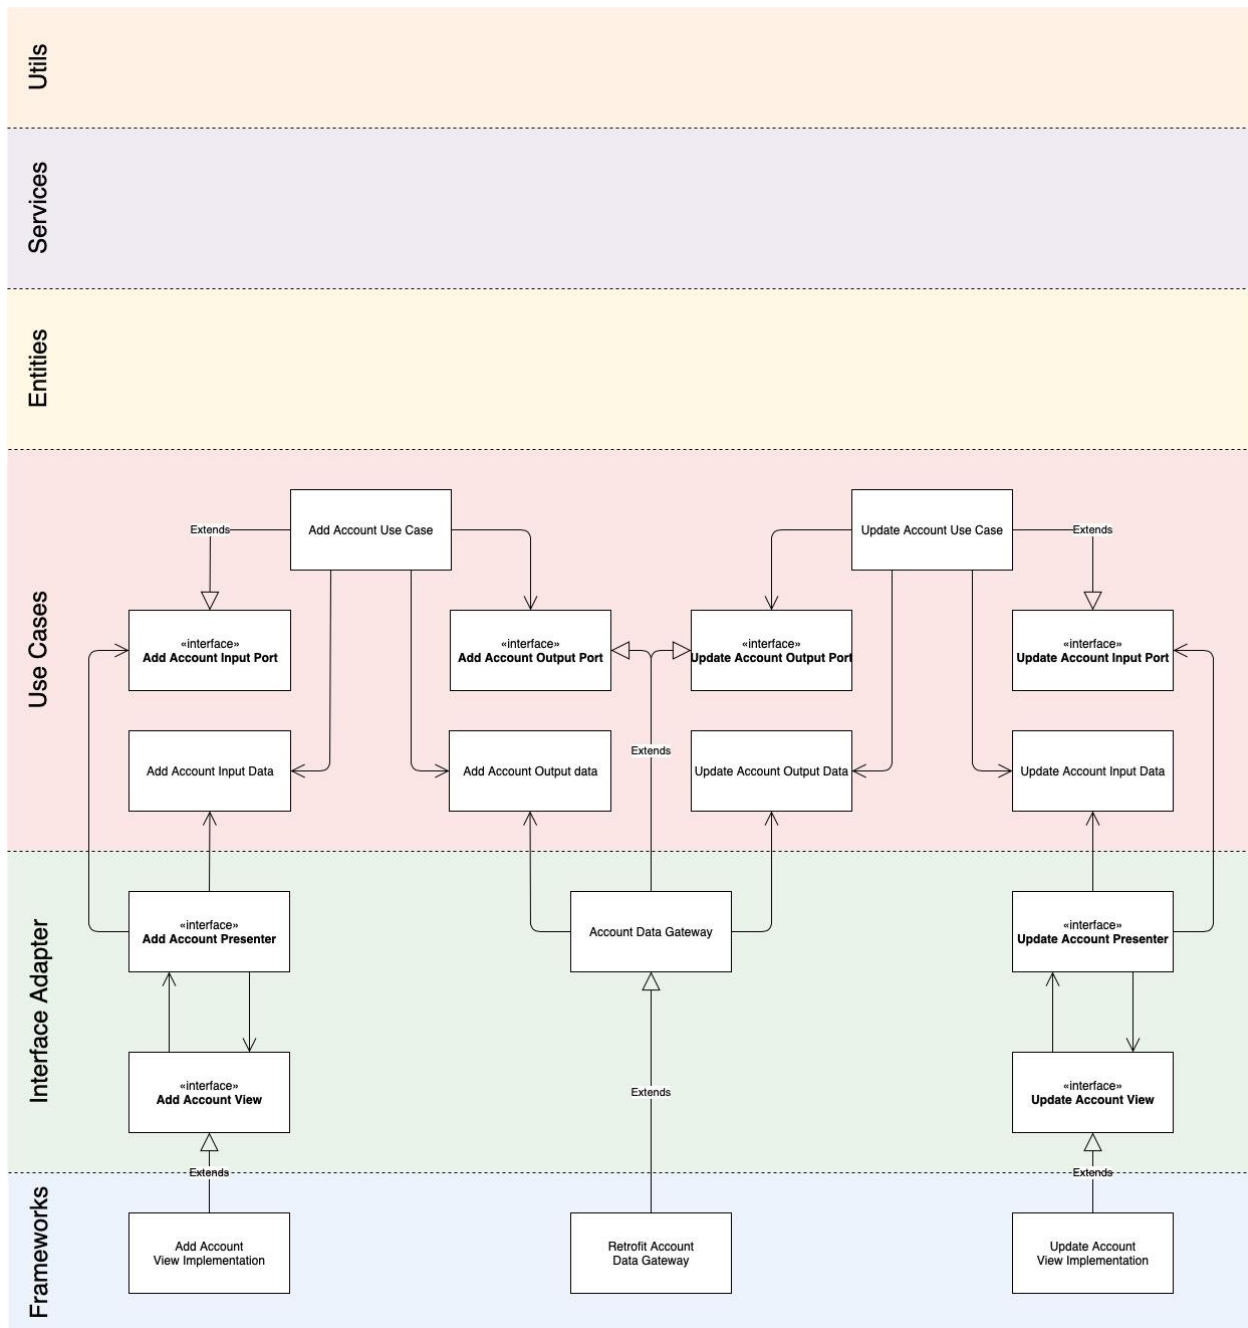 Utils
Services
Entities
Use Cases
Add Account Use Case
Update Account Use Case
Extends
Extends
«interface»
Add Account Input Port
«interface»
Add Account Output Port
«interface»
Update Account Output Port
«interface»
Update Account Input Port
Extends
Add Account Input Data
Add Account Output data
Update Account Output Data
Update Account Input Data
Interface Adapter
«interface»
Add Account Presenter
Account Data Gateway
«interface»
Update Account Presenter
«interface»
Add Account View
Extends
«interface»
Update Account View
Extends
Extends
Frameworks
Add Account
View Implementation
Retrofit Account
Data Gateway
Update Account
View Implementation